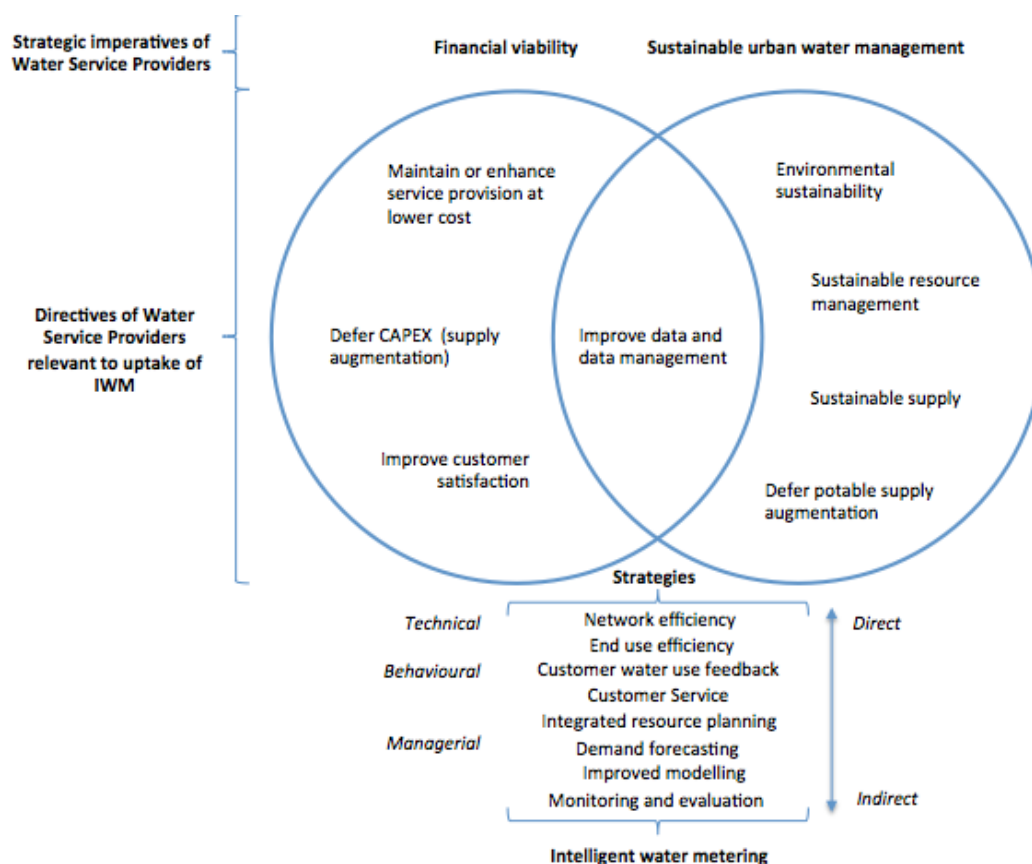 Strategic imperatives of
Water Service Providers
Financial viability
Sustainable urban water management
Directives of Water
Service Providers
relevant to uptake of
IWM
Maintain or enhance
service provision at
lower cost
Defer CAPEX (supply
augmentation)
Improve customer
satisfaction
Improve data and
data management
Environmental
sustainability
Sustainable resource
management
Sustainable supply
Defer potable supply
augmentation
Strategies
Technical
Behavioural
Managerial
Network efficiency
End use efficiency
Customer water use feedback
Customer Service
Integrated resource planning
Demand forecasting
Improved modelling
Monitoring and evaluation
Direct
Indirect
Intelligent water metering